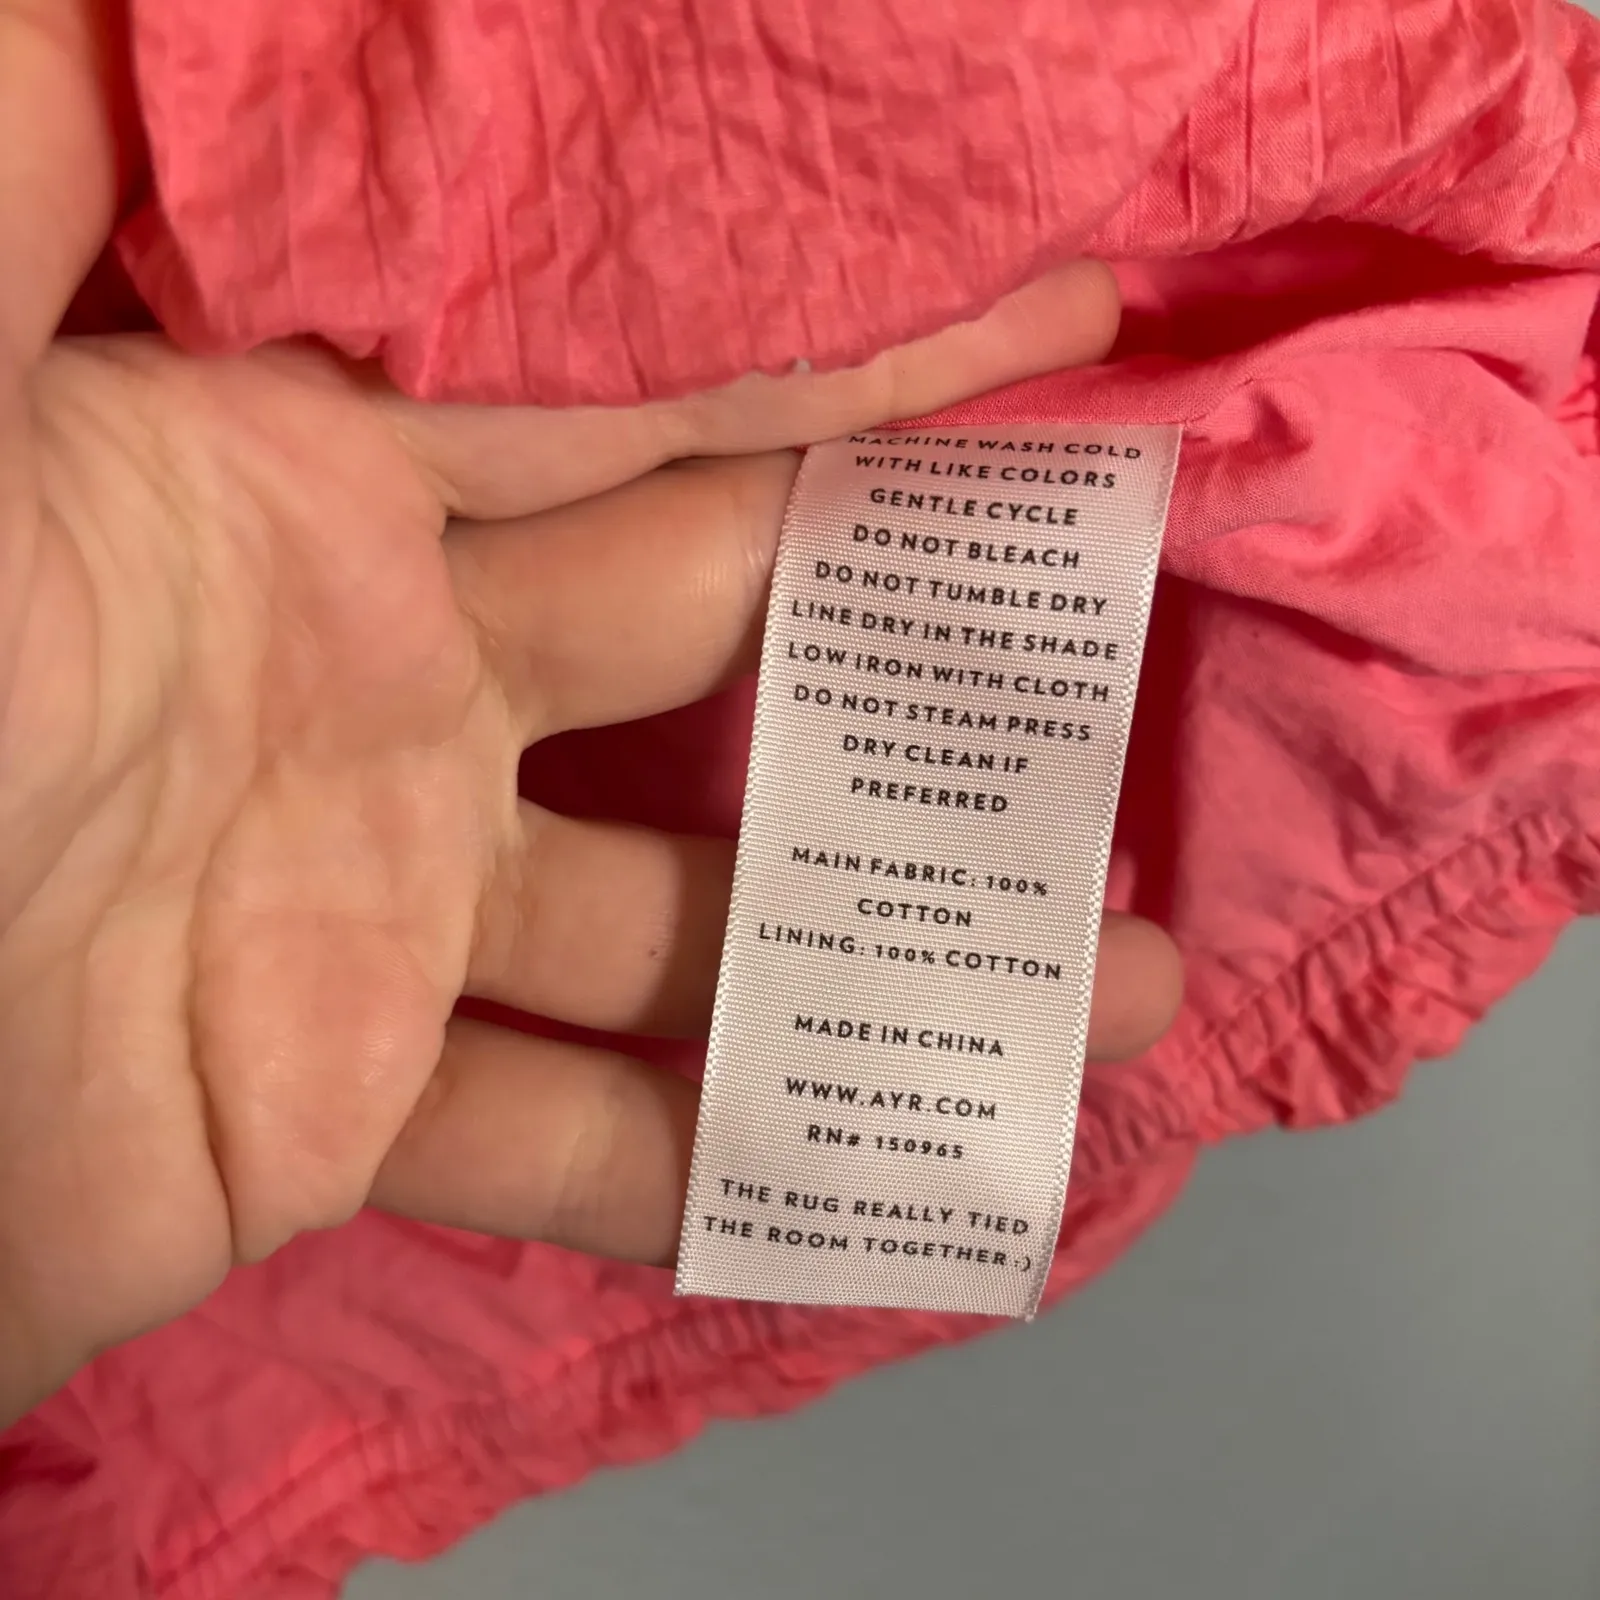 MACHINE WASH COLD
WITH LIKE COLORS
GENTLE CYCLE
DO NOT BLEACH
DO NOT TUMBLE DRY
LINE DRY IN THE SHADE
LOW IRON WITH CLOTH
DO NOT STEAM PRESS
DRY CLEAN IF
PREFERRED
MAIN FABRIC: 100%
COTTON
LINING: 100% COTTON
MADE IN CHINA
WWW.AYR.COM
RN# 150965
THE RUG REALLY TIED
THE ROOM TOGETHER :)